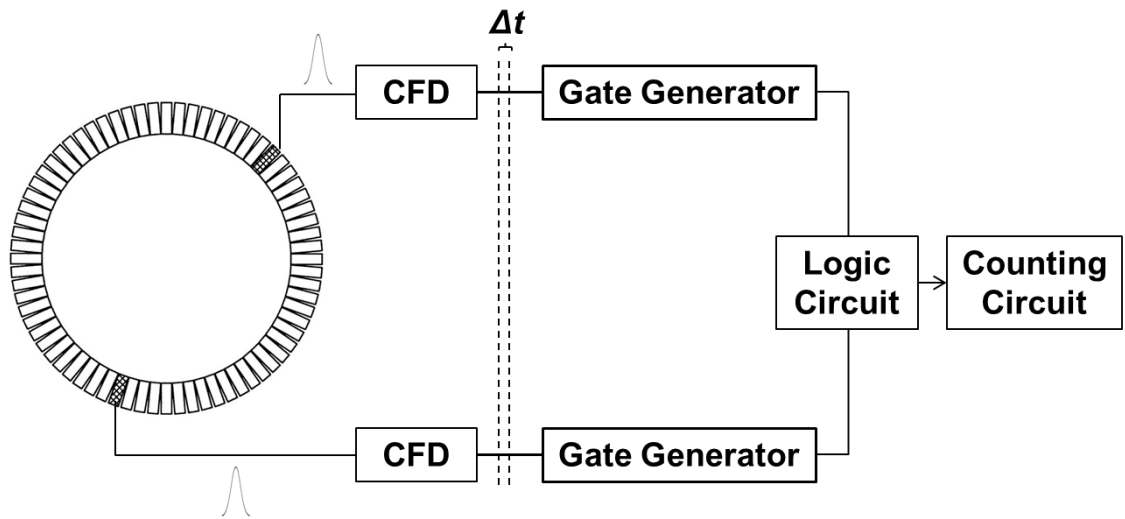 Δt
CFD
Gate Generator
Logic
Circuit
Counting
Circuit
CFD
Gate Generator